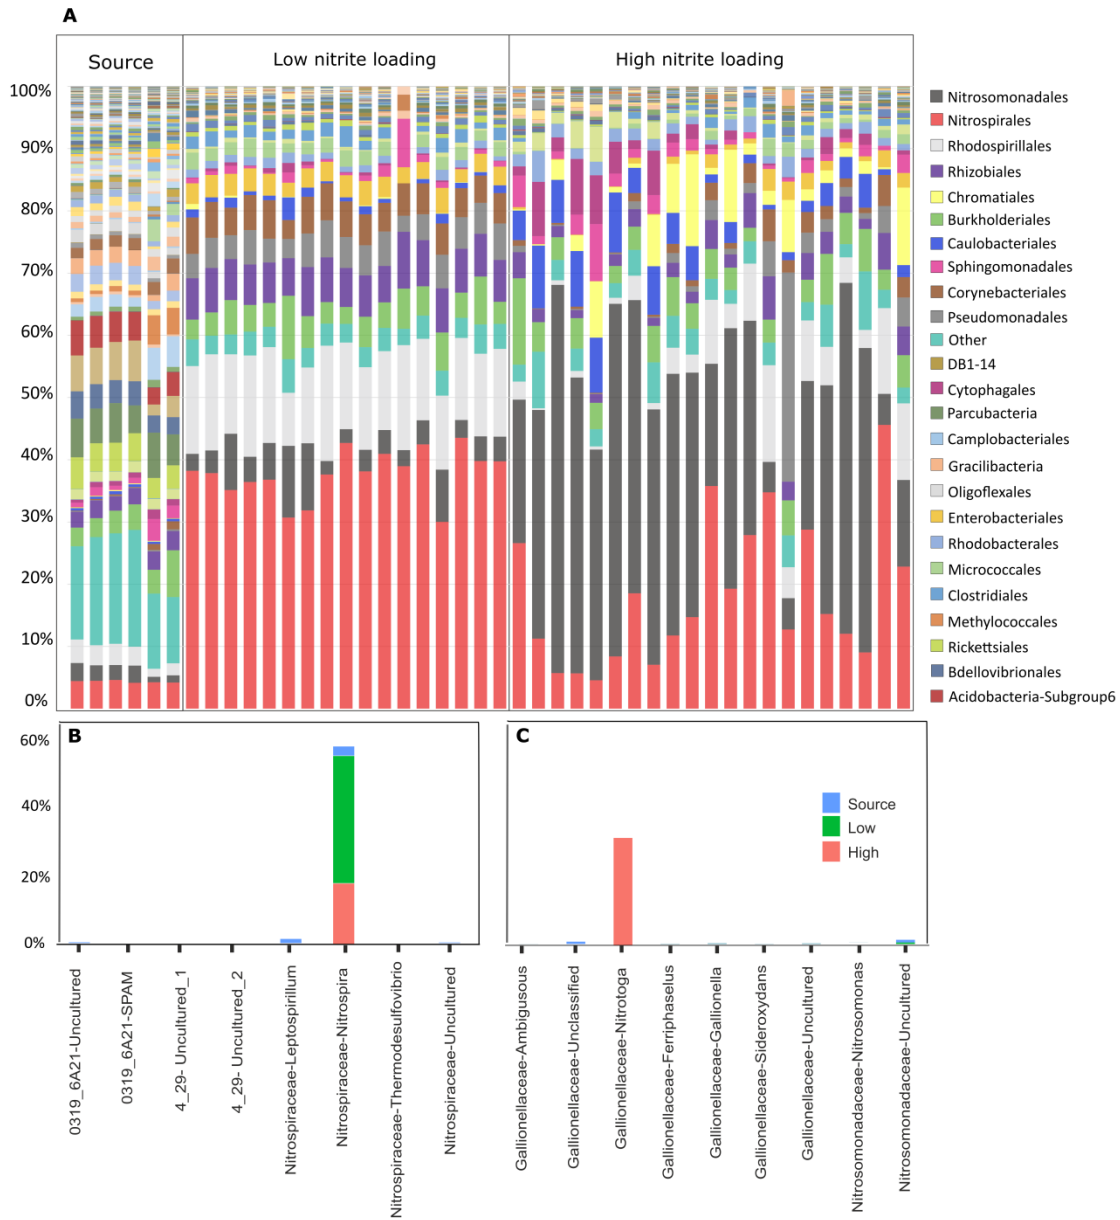 A
Source
Low nitrite loading
High nitrite loading
100%
90%
80%
70%
60%
50%
40%
30%
20%
10%
0%
Nitrosomonadales
Nitrospirales
Rhodospirillales
Rhizobiales
Chromatiales
Burkholderiales
Caulobacteriales
Sphingomonadales
Corynebacteriales
Pseudomonadales
Other
DB1-14
Cytophagales
Parcubacteria
Camplobacteriales
Gracilibacteria
Oligoflexales
Enterobacteriales
Rhodobacterales
Micrococcales
Clostridiales
Methylococcales
Rickettsiales
Bdellovibrionales
Acidobacteria-Subgroup6
B
60%
40%
20%
0%
0319_6A21-Uncultured
0319_6A21-SPAM
4_29- Uncultured_1
4_29- Uncultured_2
Nitrospiraceae-Leptospirillum
Nitrospiraceae-Nitrospira
Nitrospiraceae-Thermodesulfovibrio
Nitrospiraceae-Uncultured
C
Source
Low
High
Gallionellaceae-Ambigusous
Gallionellaceae-Unclassified
Gallionellaceae-Nitrotoga
Gallionellaceae-Ferriphaselus
Gallionellaceae-Gallionella
Gallionellaceae-Sideroxydans
Gallionellaceae-Uncultured
Nitrosomonadaceae-Nitrosomonas
Nitrosomonadaceae-Uncultured